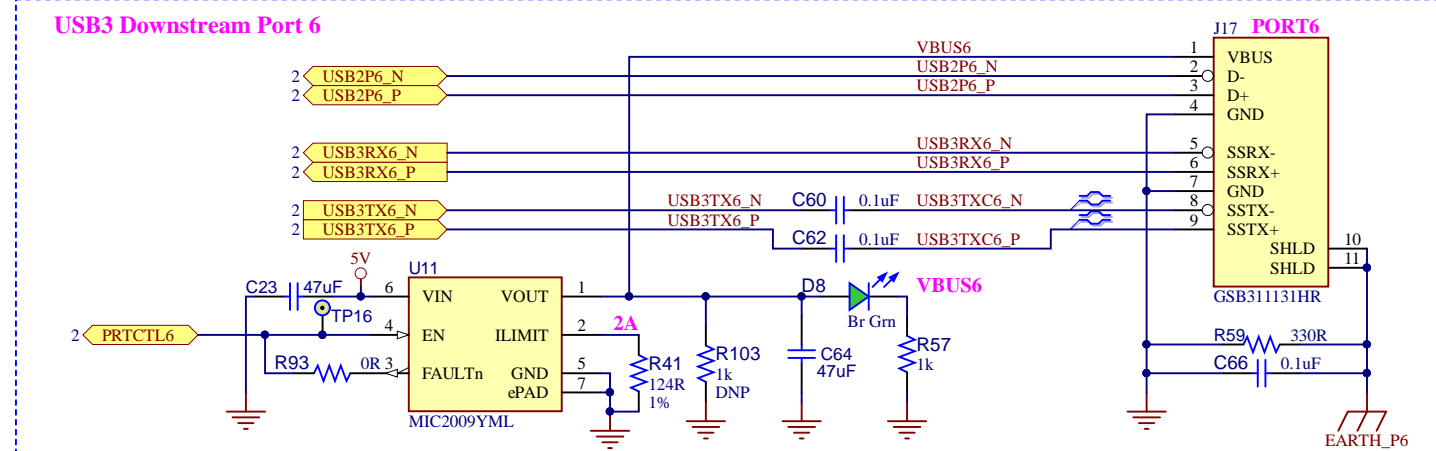 USB3 Downstream Port 6
J17 PORT6
VBUS6 1 VBUS
2 USB2P6_N USB2P6_N 2 D-
2 USB2P6_P USB2P6_P 3 D+
4 GND
2 USB3RX6_N USB3RX6_N 5 SSRX-
2 USB3RX6_P USB3RX6_P 6 SSRX+
7 GND
2 USB3TX6_N USB3TX6_N C60 0.1uF USB3TXC6_N 8 SSTX-
2 USB3TX6_P USB3TX6_P C62 0.1uF USB3TXC6_P 9 SSTX+
SHLD 10
SHLD 11
GSB311131HR
5V
U11
C23 47uF 6 VIN VOUT 1
D8 VBUS6
Br Grn
TP16
2 PRTCTL6 4 EN ILIMIT 2 2A
R93 0R 3 FAULTn GND 5
ePAD 7
MIC2009YML
R41
124R
1%
R103
1k
DNP
C64
47uF
R57
1k
R59 330R
C66 0.1uF
EARTH_P6